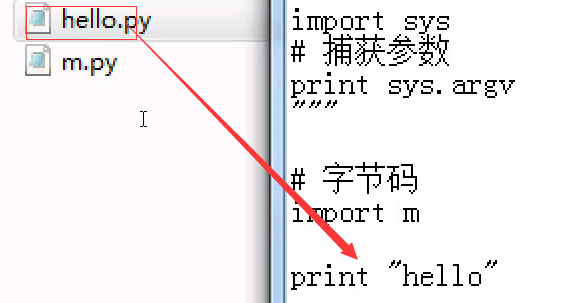 hello.py
m.py
import sys
# 捕获参数
print sys.argv
"""
# 字节码
import m
print "hello"